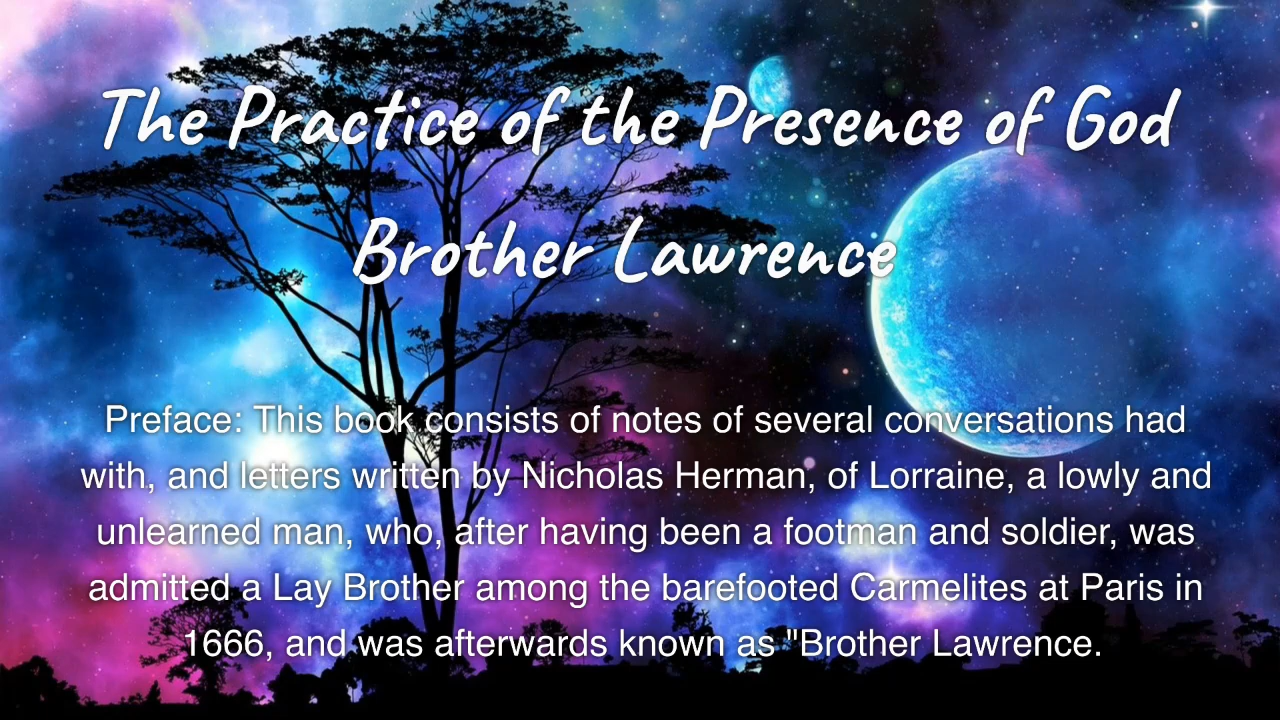 The Practice of the Presence of God
Brother Lawrence
Preface: This book consists of notes of several conversations had
with, and letters written by Nicholas Herman, of Lorraine, a lowly and
unlearned man, who, after having been a footman and soldier, was
admitted a Lay Brother among the barefooted Carmelites at Paris in
1666, and was afterwards known as "Brother Lawrence.